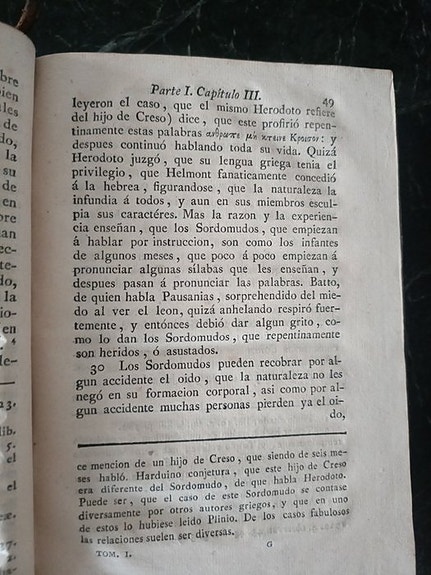 Parte I. Capítulo III. 49
leyeron el caso, que el mismo Herodoto refiere
del hijo de Creso) dice, que este profirió repen-
tinamente estas palabras ανθρωπε μη κτεινε Κροισον: y
despues continuó hablando toda su vida. Quizá
Herodoto juzgó, que su lengua griega tenia el
privilegio, que Helmont fanaticamente concedió
á la hebrea, figurandose, que la naturaleza la
infundia á todos, y aun en sus miembros escul-
pia sus caractéres. Mas la razon y la experien-
cia enseñan, que los Sordomudos, que empiezan
á hablar por instruccion, son como los infantes
de algunos meses, que poco á poco empiezan á
pronunciar algunas sílabas que les enseñan, y
despues pasan á pronunciar las palabras. Batto,
de quien habla Pausanias, sorprehendido del mie-
do al ver el leon, quizá anhelando respiró fuer-
temente, y entónces debió dar algun grito, co-
mo lo dan los Sordomudos, que repentinamente
son heridos, ó asustados.
30 Los Sordomudos pueden recobrar por al-
gun accidente el oido, que la naturaleza no les
negó en su formacion corporal, asi como por al-
gun accidente muchas personas pierden ya el oi-
do,
ce mencion de un hijo de Creso, que siendo de seis me-
ses habló. Harduino conjetura, que este hijo de Creso
era diferente del Sordomudo, de que habla Herodoto.
Puede ser, que el caso de este Sordomudo se contase
diversamente por otros autores griegos, y que en uno
de estos lo hubiese leido Plinio. De los casos fabulosos
las relaciones suelen ser diversas.
TOM. I. G